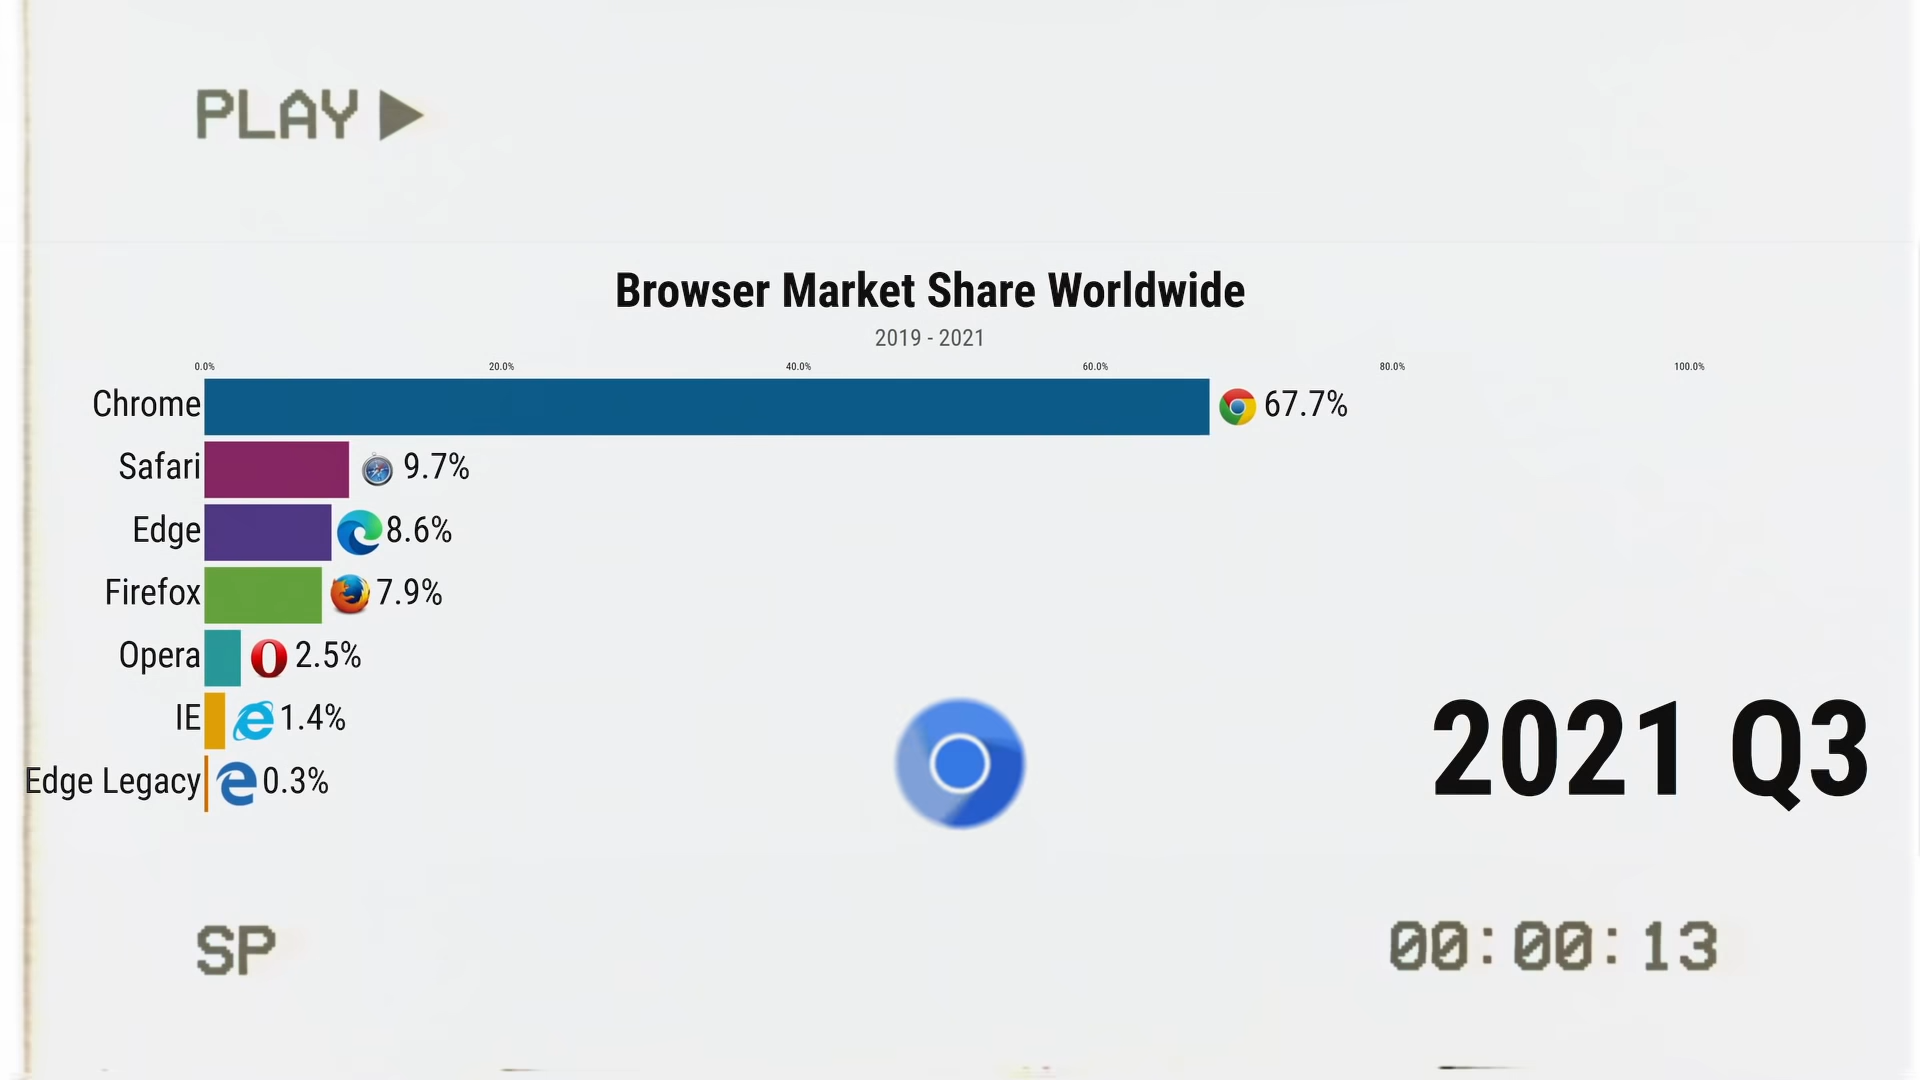 PLAY
Browser Market Share Worldwide
2019 - 2021
0.0% 20.0% 40.0% 60.0% 80.0% 100.0%
Chrome 67.7%
Safari 9.7%
Edge 8.6%
Firefox 7.9%
Opera 2.5%
IE 1.4%
Edge Legacy 0.3%
2021 Q3
SP 00:00:13